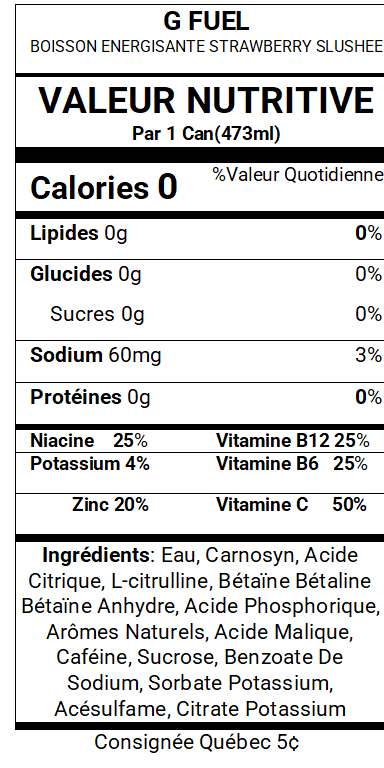 G FUEL
BOISSON ENERGISANTE STRAWBERRY SLUSHEE
VALEUR NUTRITIVE
Par 1 Can(473ml)
Calories 0 %Valeur Quotidienne
Lipides 0g 0%
Glucides 0g 0%
Sucres 0g 0%
Sodium 60mg 3%
Protéines 0g 0%
Niacine 25% Vitamine B12 25%
Potassium 4% Vitamine B6 25%
Zinc 20% Vitamine C 50%
Ingrédients: Eau, Carnosyn, Acide
Citrique, L-citrulline, Bétaïne Bétaline
Bétaïne Anhydre, Acide Phosphorique,
Arômes Naturels, Acide Malique,
Caféine, Sucrose, Benzoate De
Sodium, Sorbate Potassium,
Acésulfame, Citrate Potassium
Consignée Québec 5¢